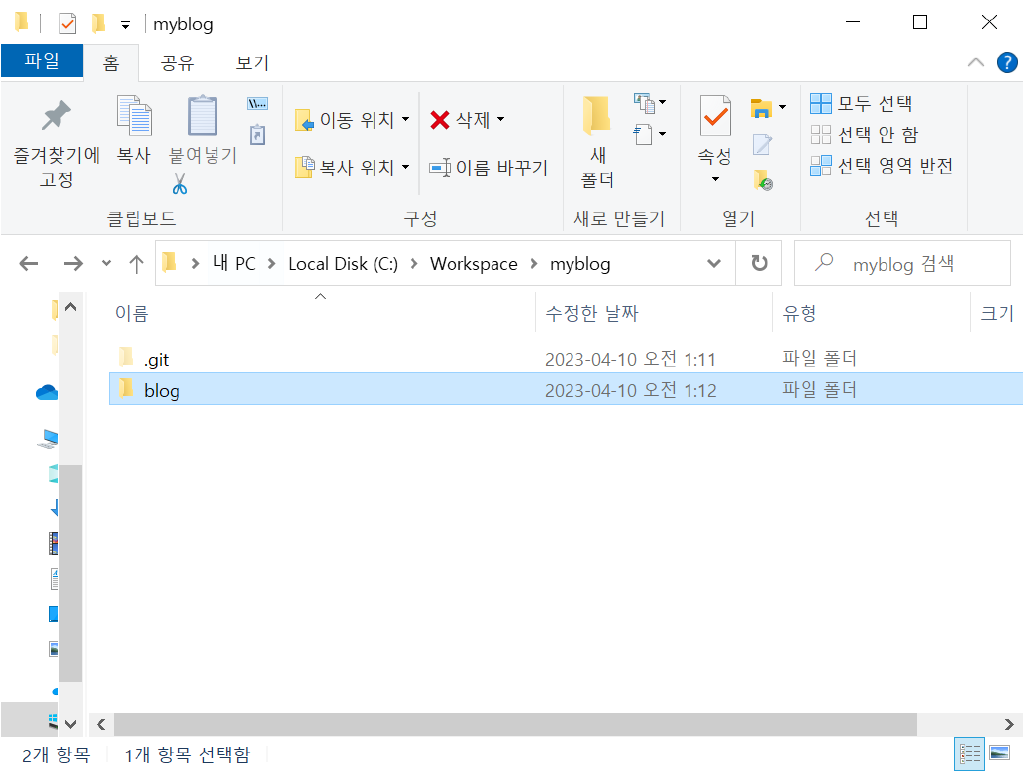 myblog
파일 홈 공유 보기
?
즐겨찾기에 고정
복사
붙여넣기
\\...
이동 위치
복사 위치
삭제
이름 바꾸기
새 폴더
속성
모두 선택
선택 안 함
선택 영역 반전
클립보드 구성 새로 만들기 열기 선택
내 PC Local Disk (C:) Workspace myblog
myblog 검색
이름 수정한 날짜 유형 크기
.git 2023-04-10 오전 1:11 파일 폴더
blog 2023-04-10 오전 1:12 파일 폴더
2개 항목 1개 항목 선택함